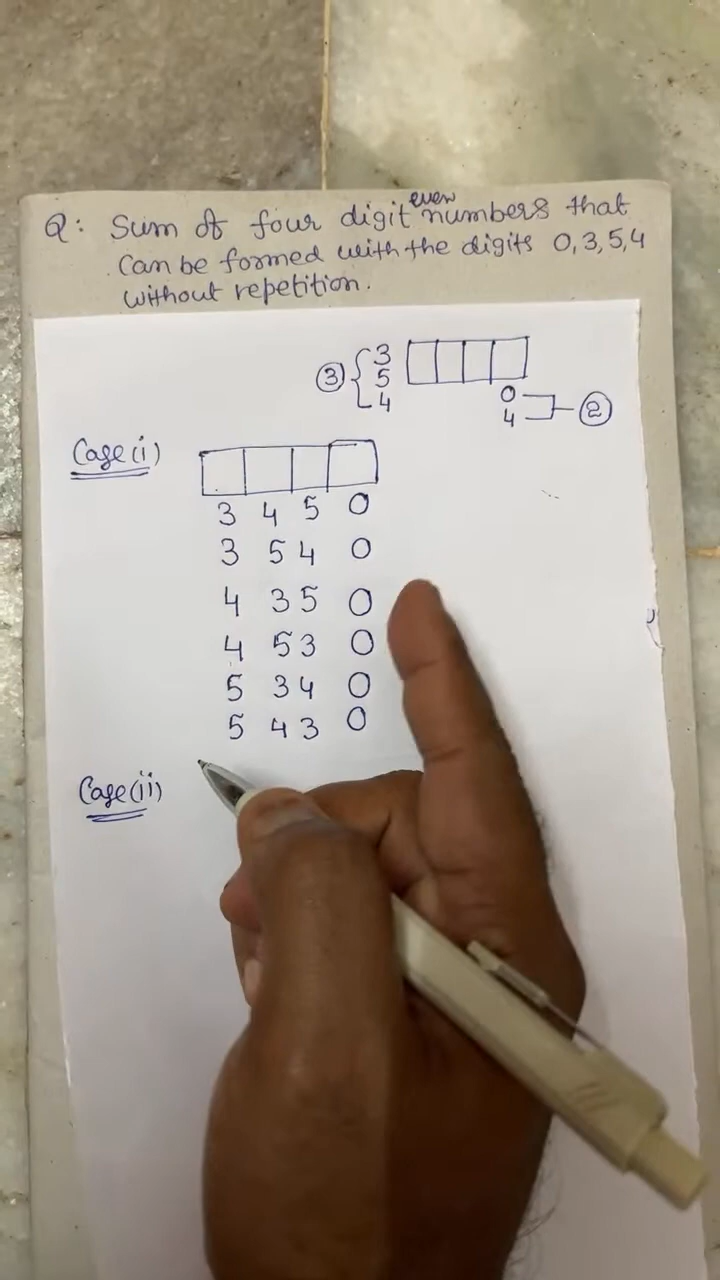 Q: Sum of four digit even numbers that
can be formed with the digits 0,3,5,4
without repetition.
③ { 3
5
4
0
4 ] ②
Case(i)
3 4 5 0
3 5 4 0
4 3 5 0
4 5 3 0
5 3 4 0
5 4 3 0
Case(ii)